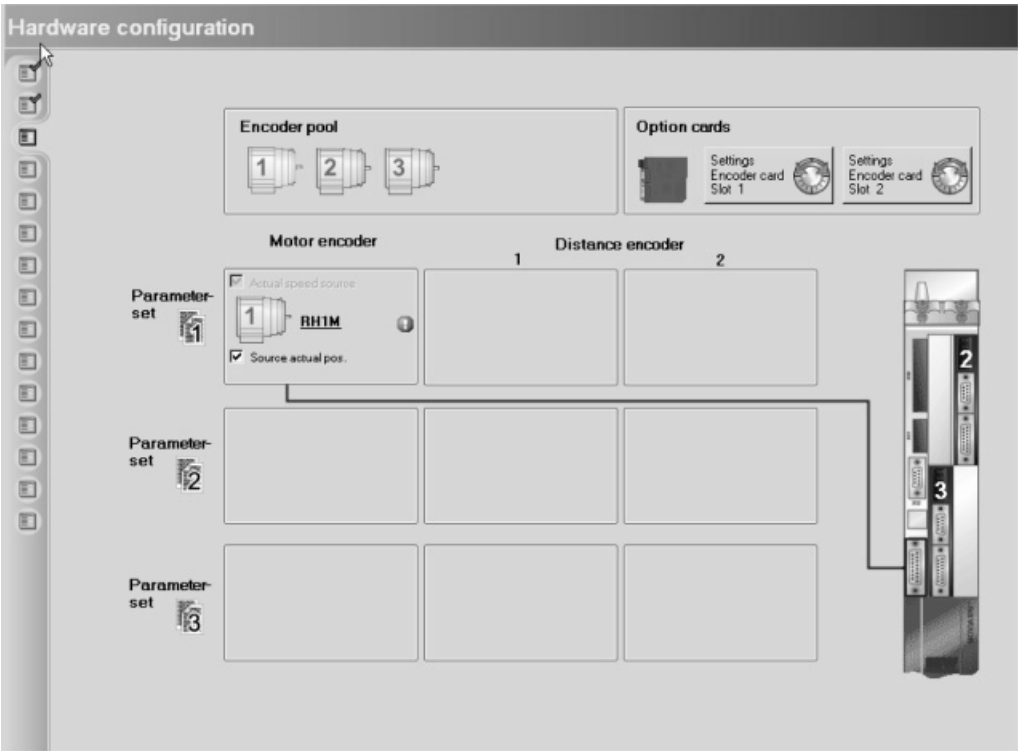 Hardware configuration
Encoder pool
1 2 3
Option cards
Settings
Encoder card
Slot 1
Settings
Encoder card
Slot 2
Motor encoder
Distance encoder
1 2
Parameter-
set 1
Actual speed source
1 RH1M
Source actual pos.
Parameter-
set 2
Parameter-
set 3
2
3